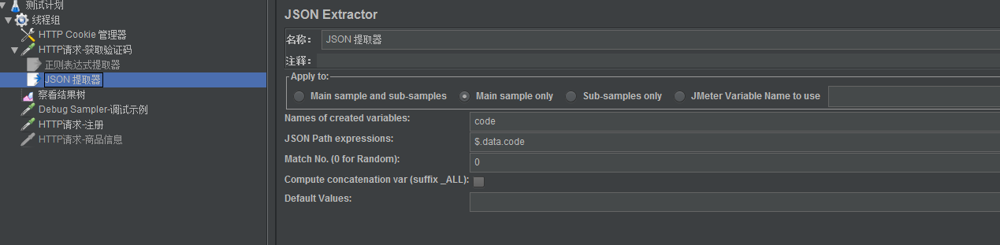 测试计划
线程组
HTTP Cookie 管理器
HTTP请求-获取验证码
正则表达式提取器
JSON 提取器
察看结果树
Debug Sampler-调试示例
HTTP请求-注册
HTTP请求-商品信息
JSON Extractor
名称： JSON 提取器
注释：
Apply to:
Main sample and sub-samples Main sample only Sub-samples only JMeter Variable Name to use
Names of created variables: code
JSON Path expressions: $.data.code
Match No. (0 for Random): 0
Compute concatenation var (suffix _ALL):
Default Values: